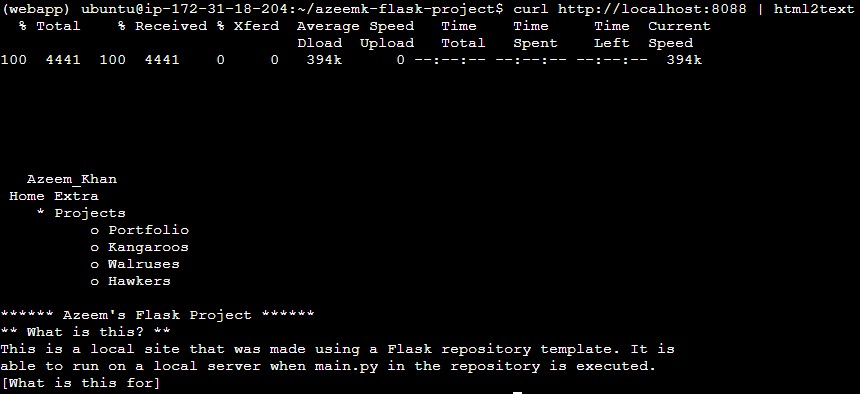 (webapp) ubuntu@ip-172-31-18-204:~/azeemk-flask-project$ curl http://localhost:8088 | html2text
  % Total    % Received % Xferd  Average Speed   Time    Time     Time  Current
                                 Dload  Upload   Total   Spent    Left  Speed
100  4441  100  4441    0     0   394k      0 --:--:-- --:--:-- --:--:--  394k
   Azeem_Khan
 Home Extra
    * Projects
          o Portfolio
          o Kangaroos
          o Walruses
          o Hawkers
****** Azeem's Flask Project ******
** What is this? **
This is a local site that was made using a Flask repository template. It is
able to run on a local server when main.py in the repository is executed.
[What is this for]